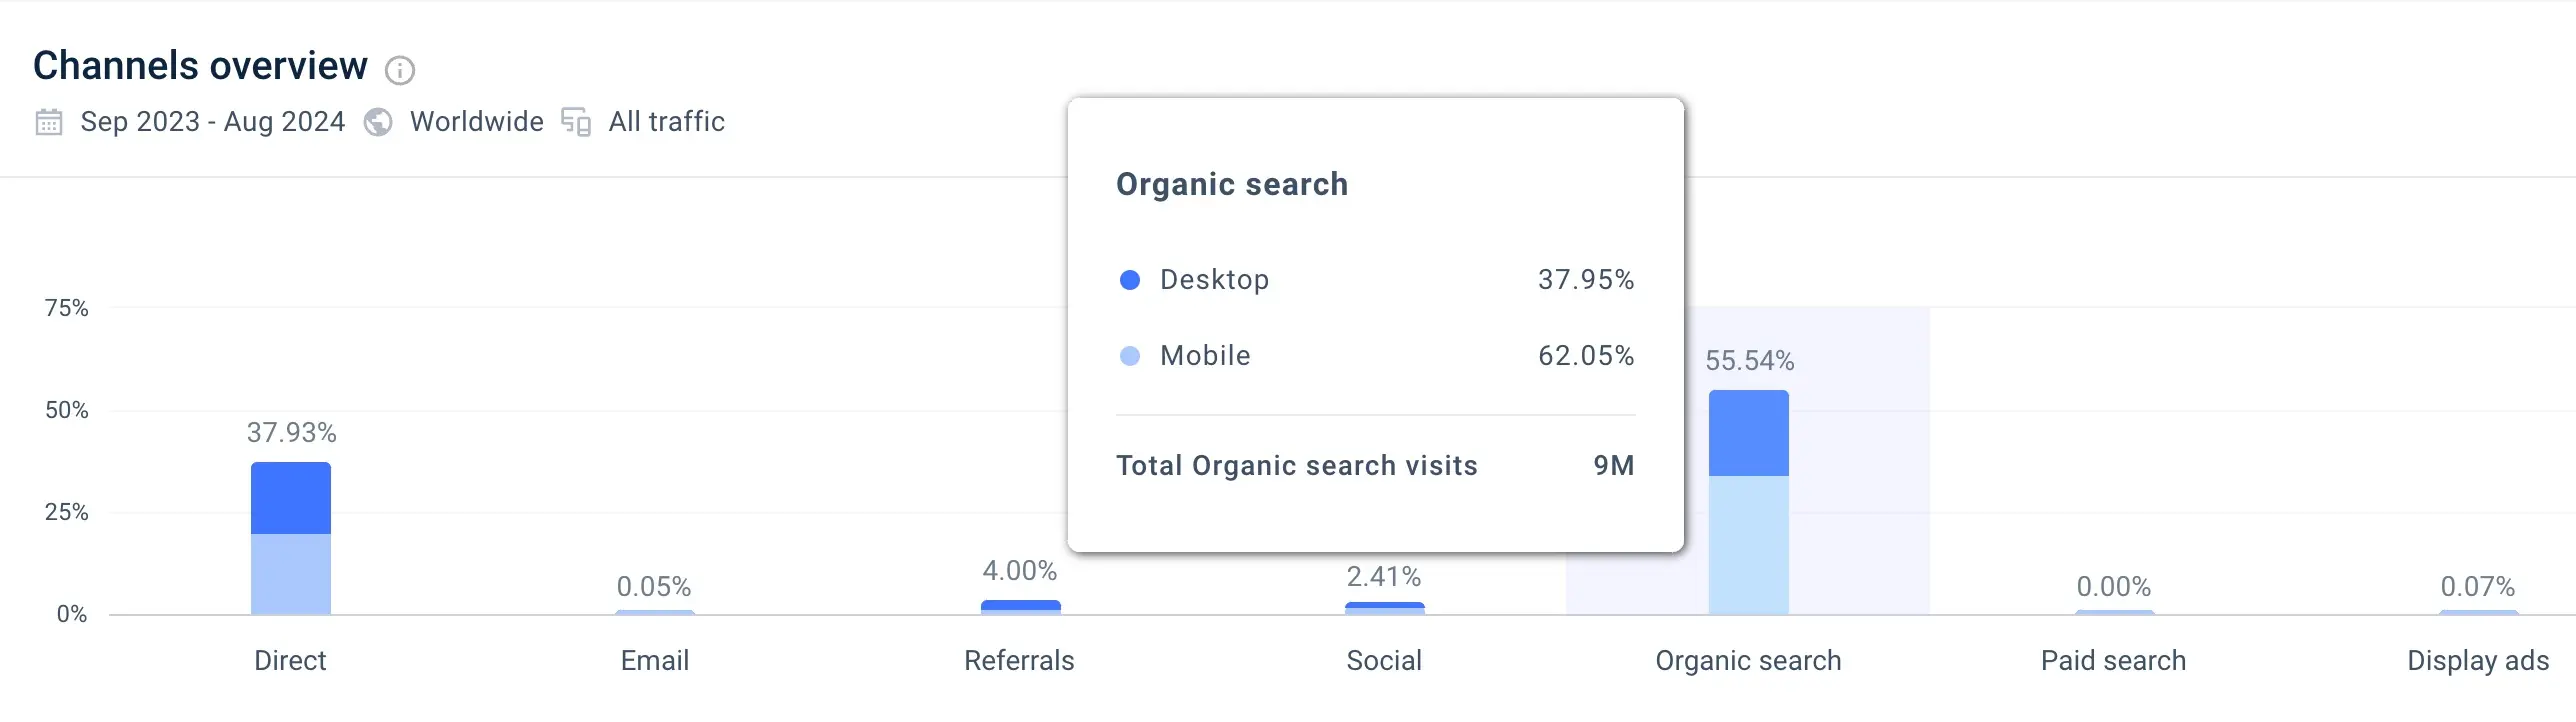 Channels overview
Sep 2023 - Aug 2024 Worldwide All traffic
Organic search
Desktop 37.95%
Mobile 62.05%
Total Organic search visits 9M
75%
50%
25%
0%
37.93%
0.05%
4.00%
2.41%
55.54%
0.00%
0.07%
Direct Email Referrals Social Organic search Paid search Display ads